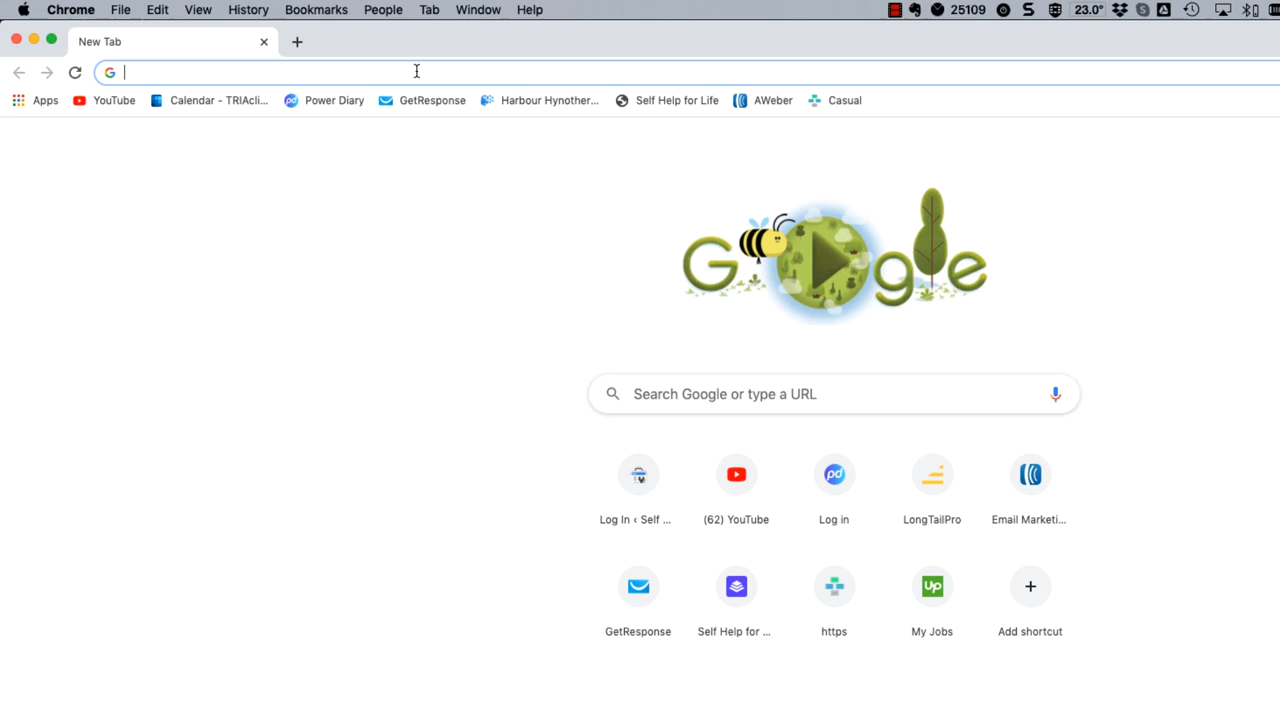 Chrome File Edit View History Bookmarks People Tab Window Help 25109 23.0°
New Tab
Apps YouTube Calendar - TRIAcli... Power Diary GetResponse Harbour Hynother... Self Help for Life AWeber Casual
Google
Search Google or type a URL
Log In ‹ Self ... (62) YouTube Log in LongTailPro Email Marketi...
GetResponse Self Help for ... https My Jobs Add shortcut